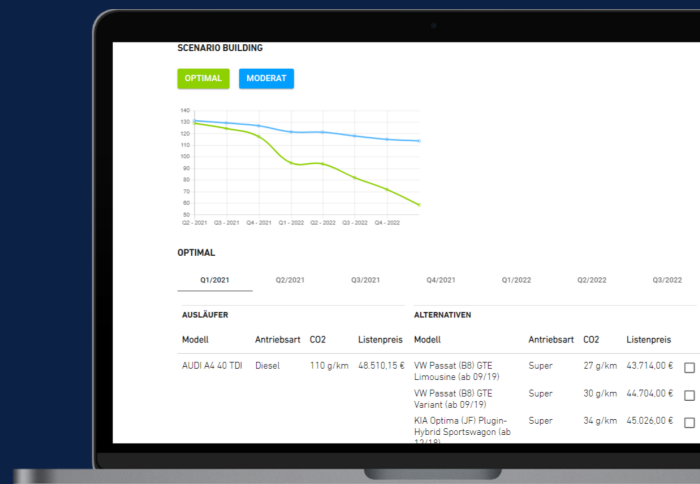 SCENARIO BUILDING
OPTIMAL MODERAT
140
130
120
110
100
90
80
70
60
50
Q2 - 2021 Q3 - 2021 Q4 - 2021 Q1 - 2022 Q2 - 2022 Q3 - 2022 Q4 - 2022
OPTIMAL
Q1/2021 Q2/2021 Q3/2021 Q4/2021 Q1/2022 Q2/2022 Q3/2022
AUSLÄUFER ALTERNATIVEN
Modell Antriebsart CO2 Listenpreis Modell Antriebsart CO2 Listenpreis
AUDI A4 40 TDI Diesel 110 g/km 48.510,15 € VW Passat (B8) GTE Super 27 g/km 43.714,00 €
Limousine (ab 09/19)
VW Passat (B8) GTE Super 30 g/km 44.704,00 €
Variant (ab 09/19)
KIA Optima (JF) Plugin- Super 34 g/km 45.026,00 €
Hybrid Sportswagon (ab
12/18)